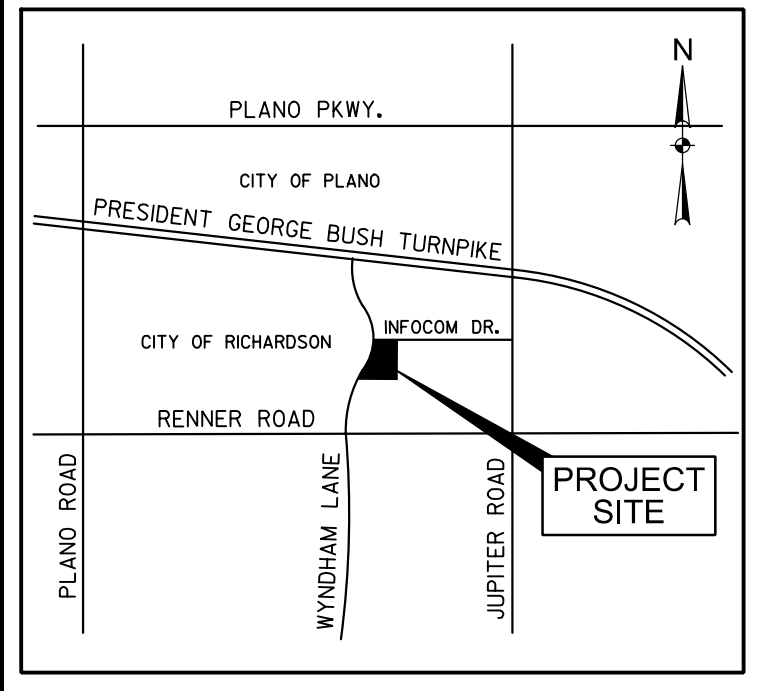 N
PLANO PKWY.
CITY OF PLANO
PRESIDENT GEORGE BUSH TURNPIKE
INFOCOM DR.
CITY OF RICHARDSON
RENNER ROAD
PLANO ROAD
WYNDHAM LANE
JUPITER ROAD
PROJECT
SITE